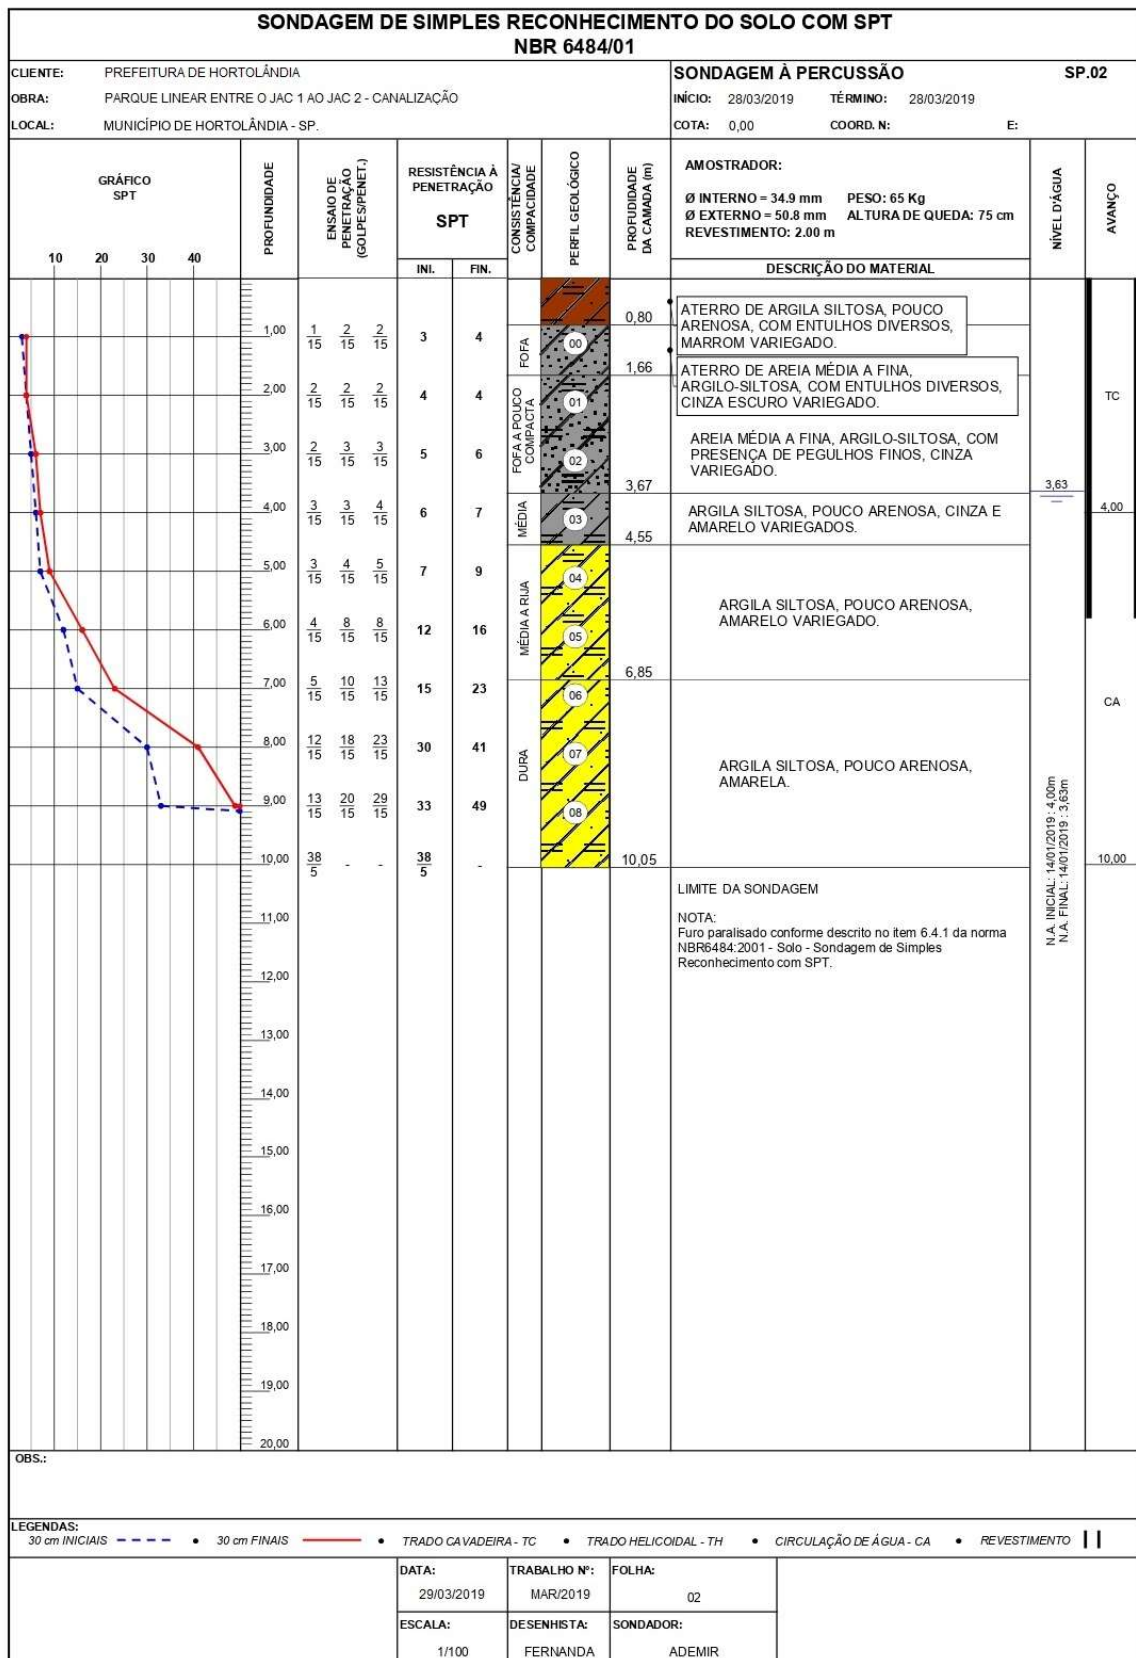 SONDAGEM DE SIMPLES RECONHECIMENTO DO SOLO COM SPT
NBR 6484/01
CLIENTE: PREFEITURA DE HORTOLÂNDIA
OBRA: PARQUE LINEAR ENTRE O JAC 1 AO JAC 2 - CANALIZAÇÃO
LOCAL: MUNICÍPIO DE HORTOLÂNDIA - SP.
SONDAGEM À PERCUSSÃO SP.02
INÍCIO: 28/03/2019 TÉRMINO: 28/03/2019
COTA: 0,00 COORD. N: E:
GRÁFICO
SPT
10 20 30 40
PROFUNDIDADE
ENSAIO DE
PENETRAÇÃO
(GOLPES/PENET.)
RESISTÊNCIA À
PENETRAÇÃO
SPT
INI. FIN.
CONSISTÊNCIA/
COMPACIDADE
PERFIL GEOLÓGICO
PROFUDIDADE
DA CAMADA (m)
AMOSTRADOR:
Ø INTERNO = 34.9 mm PESO: 65 Kg
Ø EXTERNO = 50.8 mm ALTURA DE QUEDA: 75 cm
REVESTIMENTO: 2.00 m
DESCRIÇÃO DO MATERIAL
NÍVEL D'ÁGUA
AVANÇO
1,00 1/15 2/15 2/15 3 4
2,00 2/15 2/15 2/15 4 4
3,00 2/15 3/15 3/15 5 6
4,00 3/15 3/15 4/15 6 7
5,00 3/15 4/15 5/15 7 9
6,00 4/15 8/15 8/15 12 16
7,00 5/15 10/15 13/15 15 23
8,00 12/15 18/15 23/15 30 41
9,00 13/15 20/15 29/15 33 49
10,00 38/5 - - 38/5 -
11,00
12,00
13,00
14,00
15,00
16,00
17,00
18,00
19,00
20,00
FOFA
FOFA A POUCO
COMPACTA
MÉDIA
MÉDIA A RIJA
DURA
00
01
02
03
04
05
06
07
08
0,80
1,66
3,67
4,55
6,85
10,05
ATERRO DE ARGILA SILTOSA, POUCO
ARENOSA, COM ENTULHOS DIVERSOS,
MARROM VARIEGADO.
ATERRO DE AREIA MÉDIA A FINA,
ARGILO-SILTOSA, COM ENTULHOS DIVERSOS,
CINZA ESCURO VARIEGADO.
AREIA MÉDIA A FINA, ARGILO-SILTOSA, COM
PRESENÇA DE PEGULHOS FINOS, CINZA
VARIEGADO.
ARGILA SILTOSA, POUCO ARENOSA, CINZA E
AMARELO VARIEGADOS.
ARGILA SILTOSA, POUCO ARENOSA,
AMARELO VARIEGADO.
ARGILA SILTOSA, POUCO ARENOSA,
AMARELA.
LIMITE DA SONDAGEM
NOTA:
Furo paralisado conforme descrito no item 6.4.1 da norma
NBR6484:2001 - Solo - Sondagem de Simples
Reconhecimento com SPT.
3,63
N.A. INICIAL: 14/01/2019 : 4,00m
N.A. FINAL: 14/01/2019 : 3,63m
TC
4,00
CA
10,00
OBS.:
LEGENDAS:
30 cm INICIAIS • 30 cm FINAIS • TRADO CAVADEIRA - TC • TRADO HELICOIDAL - TH • CIRCULAÇÃO DE ÁGUA - CA • REVESTIMENTO
DATA: TRABALHO Nº: FOLHA:
29/03/2019 MAR/2019 02
ESCALA: DESENHISTA: SONDADOR:
1/100 FERNANDA ADEMIR